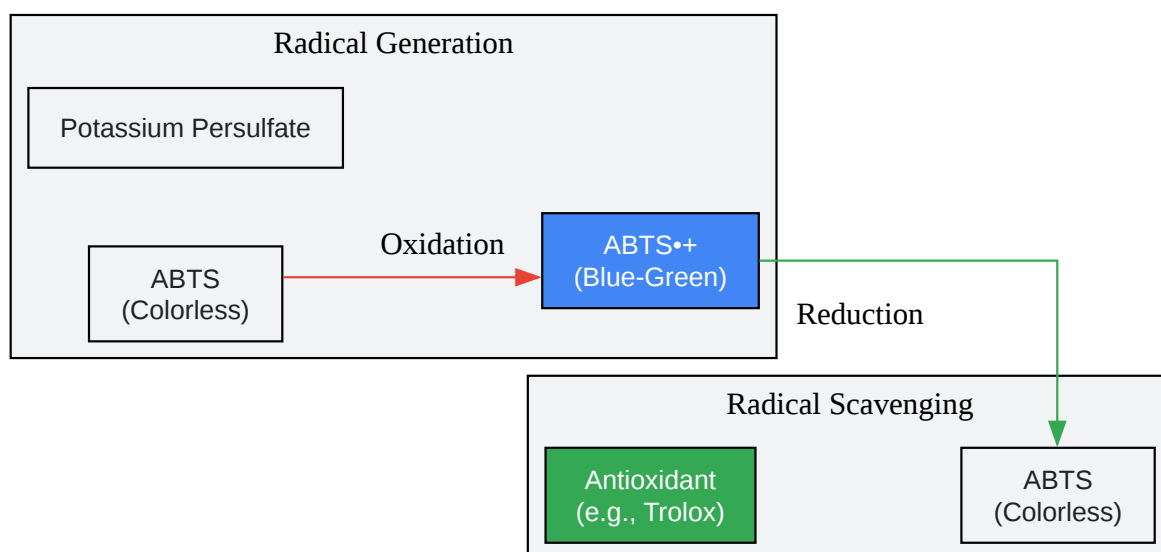 Radical Generation
Potassium Persulfate
ABTS
(Colorless)
Oxidation
ABTS•+
(Blue-Green)
Reduction
Radical Scavenging
Antioxidant
(e.g., Trolox)
ABTS
(Colorless)